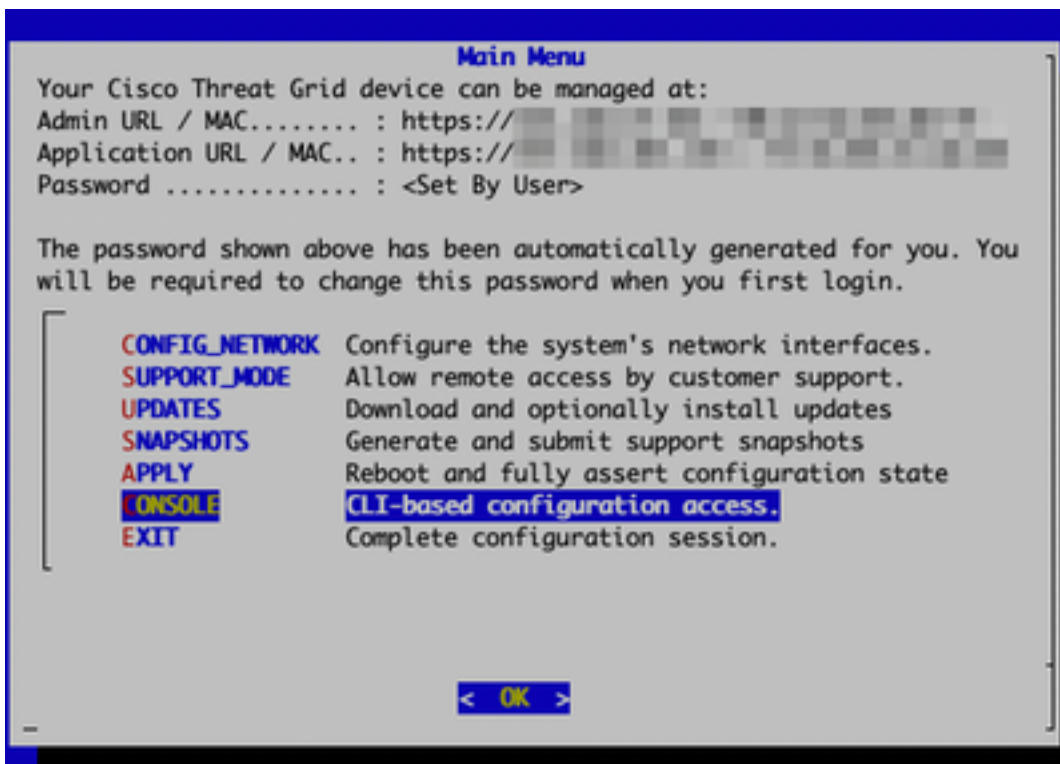 Main Menu
Your Cisco Threat Grid device can be managed at:
Admin URL / MAC........ : https://
Application URL / MAC.. : https://
Password .............. : <Set By User>
The password shown above has been automatically generated for you. You
will be required to change this password when you first login.
CONFIG_NETWORK Configure the system's network interfaces.
SUPPORT_MODE Allow remote access by customer support.
UPDATES Download and optionally install updates
SNAPSHOTS Generate and submit support snapshots
APPLY Reboot and fully assert configuration state
CONSOLE CLI-based configuration access.
EXIT Complete configuration session.
< OK >